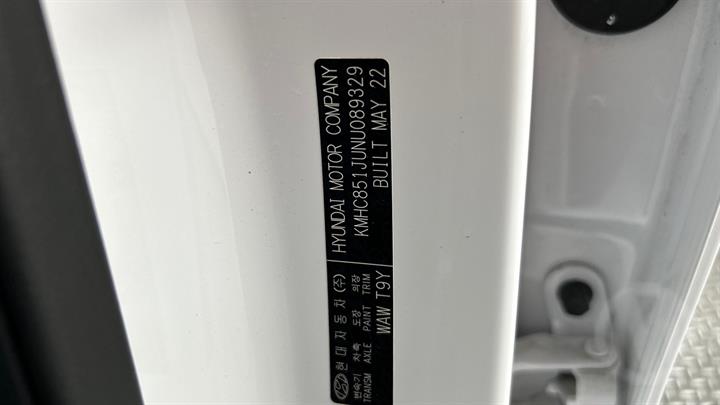 현대자동차(주) HYUNDAI MOTOR COMPANY
변속기 차축 도장 의장 KMHC851JUNU089329
TRANSM AXLE PAINT TRIM BUILT MAY 22
WAW T9Y